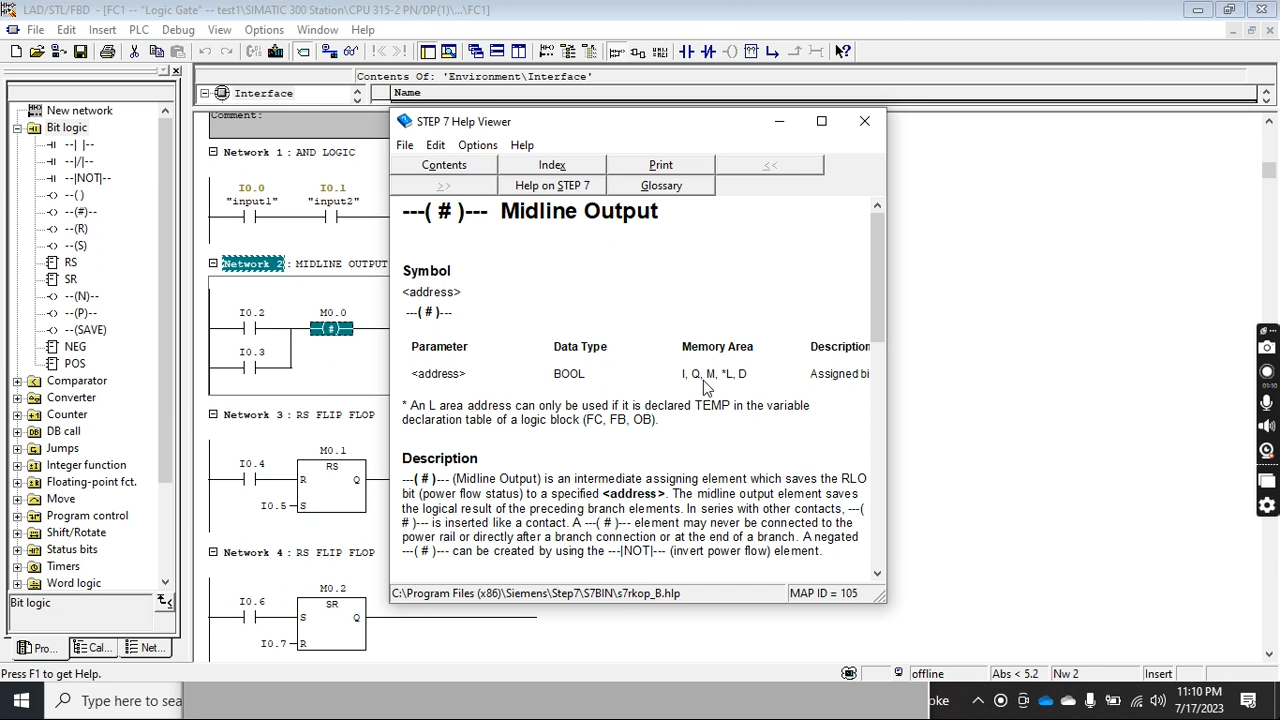 LAD/STL/FBD - [FC1 -- "Logic Gate" -- test1\SIMATIC 300 Station\CPU 315-2 PN/DP(1)\...\FC1]
File Edit Insert PLC Debug View Options Window Help
Contents Of: 'Environment\Interface'
Interface
Name
New network
Bit logic
--| |--
--|/|--
--|NOT|--
--( )
--(#)--
--(R)
--(S)
RS
SR
--(N)--
--(P)--
--(SAVE)
NEG
POS
Comparator
Converter
Counter
DB call
Jumps
Integer function
Floating-point fct.
Move
Program control
Shift/Rotate
Status bits
Timers
Word logic
Bit logic
Pro... Cal... Net...
Comment:
Network 1 : AND LOGIC
I0.0 I0.1
"input1" "input2"
Network 2 : MIDLINE OUTPUT
I0.2 M0.0
(#)
I0.3
Network 3 : RS FLIP FLOP
M0.1
I0.4 RS
R Q
I0.5 S
Network 4 : RS FLIP FLOP
M0.2
I0.6 SR
S Q
I0.7 R
STEP 7 Help Viewer
File Edit Options Help
Contents Index Print <<
>> Help on STEP 7 Glossary
---( # )--- Midline Output
Symbol
<address>
---( # )---
Parameter Data Type Memory Area Description
<address> BOOL I, Q, M, *L, D Assigned bi
* An L area address can only be used if it is declared TEMP in the variable
declaration table of a logic block (FC, FB, OB).
Description
---( # )--- (Midline Output) is an intermediate assigning element which saves the RLO
bit (power flow status) to a specified <address>. The midline output element saves
the logical result of the preceding branch elements. In series with other contacts, ---(
# )--- is inserted like a contact. A ---( # )--- element may never be connected to the
power rail or directly after a branch connection or at the end of a branch. A negated
---( # )--- can be created by using the ---|NOT|--- (invert power flow) element.
C:\Program Files (x86)\Siemens\Step7\S7BIN\s7rkop_B.hlp MAP ID = 105
01:10
Press F1 to get Help.
offline Abs < 5.2 Nw 2 Insert
Type here to sea
oke
11:10 PM
7/17/2023